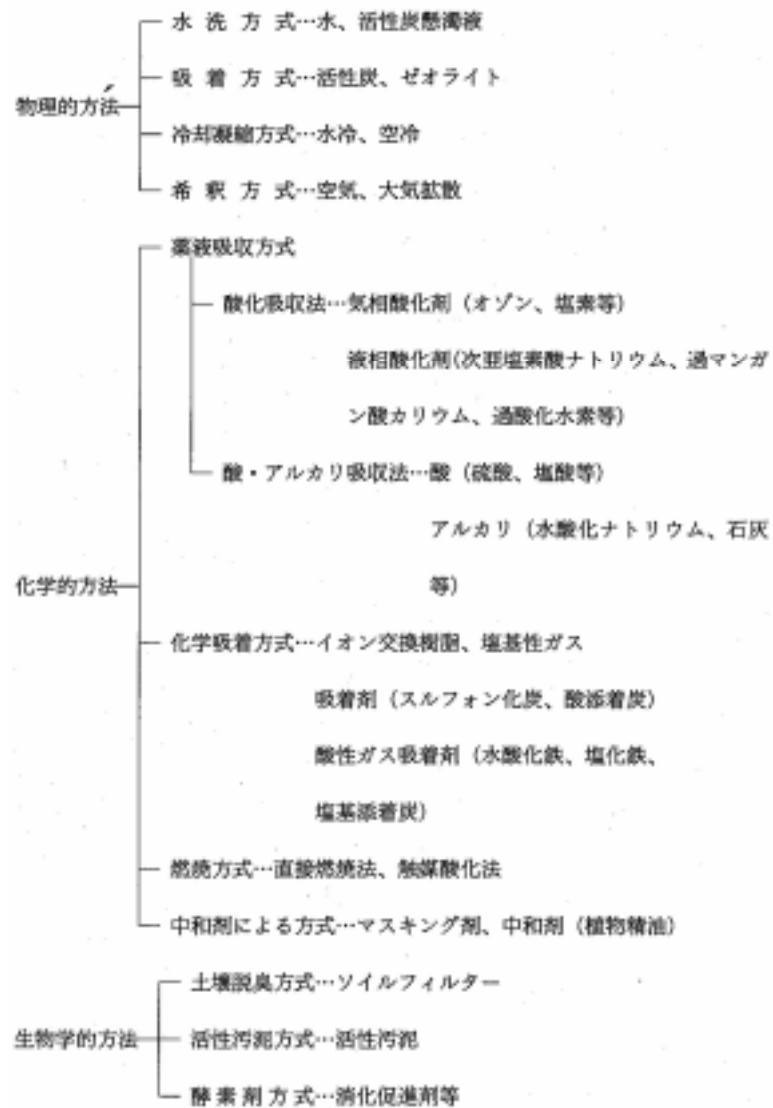 水洗方式…水、活性炭懸濁液
吸着方式…活性炭、ゼオライト
物理的方法
冷却凝縮方式…水冷、空冷
希釈方式…空気、大気拡散
薬液吸収方式
酸化吸収法…気相酸化剤（オゾン、塩素等）
液相酸化剤(次亜塩素酸ナトリウム、過マンガ
ン酸カリウム、過酸化水素等）
酸・アルカリ吸収法…酸（硫酸、塩酸等）
アルカリ（水酸化ナトリウム、石灰
化学的方法
等）
化学吸着方式…イオン交換樹脂、塩基性ガス
吸着剤（スルフォン化炭、酸添着炭）
酸性ガス吸着剤（水酸化鉄、塩化鉄、
塩基添着炭）
燃焼方式…直接燃焼法、触媒酸化法
中和剤による方式…マスキング剤、中和剤（植物精油）
土壌脱臭方式…ソイルフィルター
生物学的方法
活性汚泥方式…活性汚泥
酵素剤方式…消化促進剤等